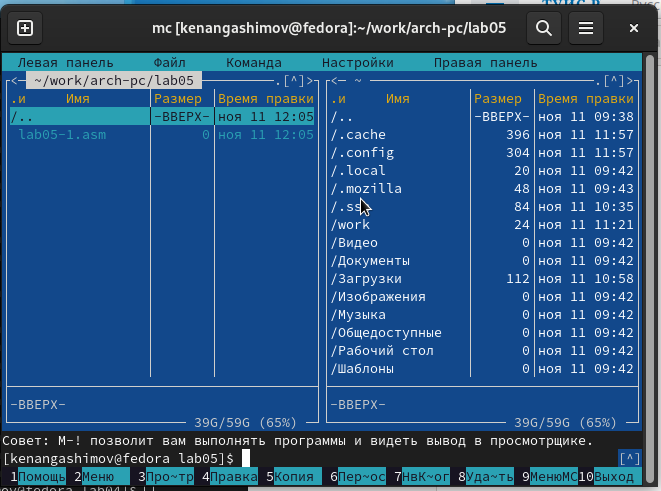 mc [kenangashimov@fedora]:~/work/arch-pc/lab05
Левая панель Файл Команда Настройки Правая панель
~/work/arch-pc/lab05 .[^]> <─ ~ .[^]>
.и Имя Размер Время правки .и Имя Размер Время правки
/.. -ВВЕРХ- ноя 11 12:05 /.. -ВВЕРХ- ноя 11 09:38
lab05-1.asm 0 ноя 11 12:05 /.cache 396 ноя 11 11:57
/.config 304 ноя 11 11:57
/.local 20 ноя 11 09:42
/.mozilla 48 ноя 11 09:43
84 ноя 11 10:35
/work 24 ноя 11 11:21
/Видео 0 ноя 11 09:42
/Документы 0 ноя 11 09:42
/Загрузки 112 ноя 11 10:58
/Изображения 0 ноя 11 09:42
/Музыка 0 ноя 11 09:42
/Общедоступные 0 ноя 11 09:42
/Рабочий стол 0 ноя 11 09:42
/Шаблоны 0 ноя 11 09:42
-ВВЕРХ- -ВВЕРХ-
39G/59G (65%) 39G/59G (65%)
Совет: M-! позволит вам выполнять программы и видеть вывод в просмотрщике.
[kenangashimov@fedora lab05]$ [^]
1Помощь 2Меню 3Про~тр 4Правка 5Копия 6Пер~ос 7НвК~ог 8Уда~ть 9МенюMC 10Выход